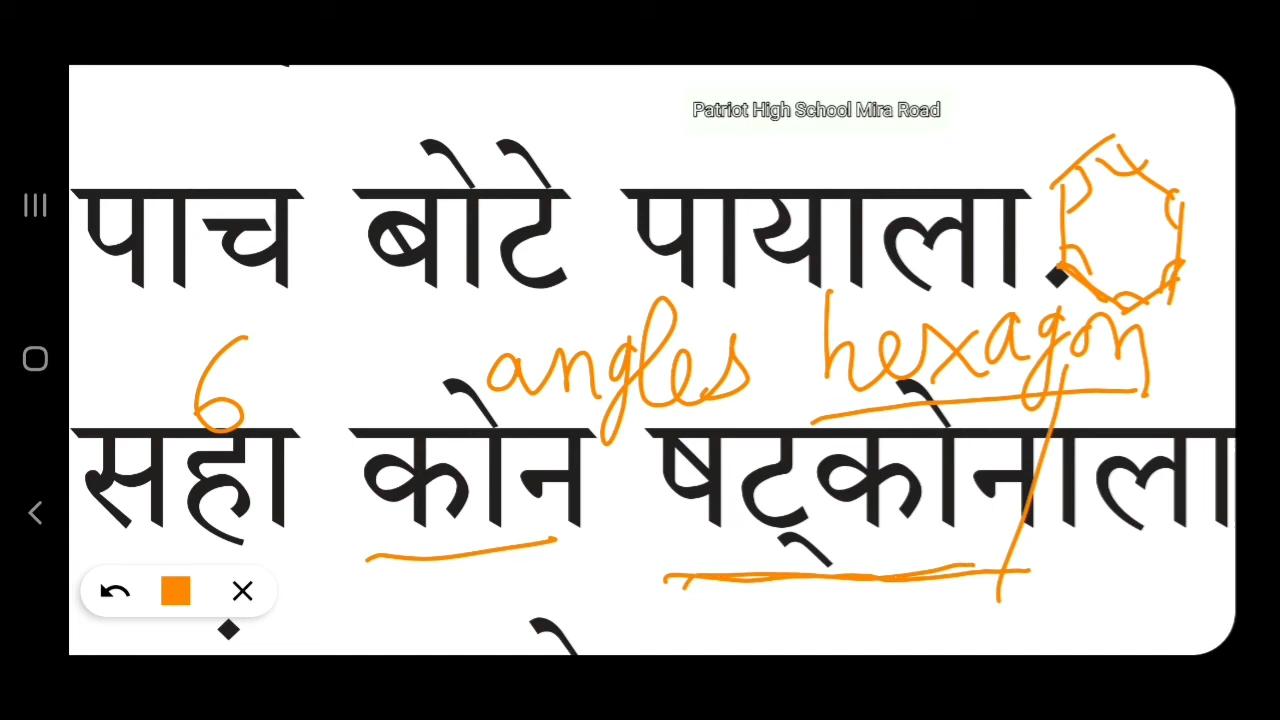 Patriot High School Mira Road
पाच बोटे पायाला.
6 angles hexagon
सहा कोन षट्कोनाला